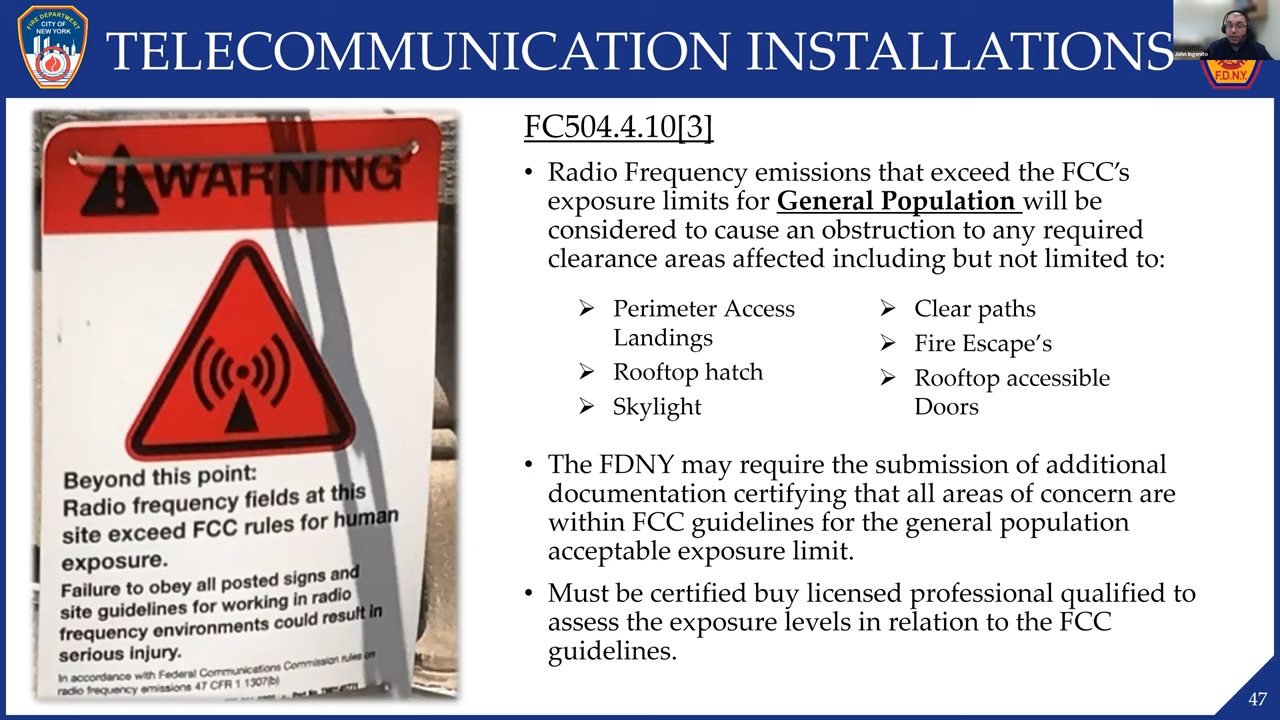 FIRE DEPARTMENT
CITY OF
NEW YORK
TELECOMMUNICATION INSTALLATIONS
John Ingenito
F.D.N.Y.
WARNING
Beyond this point:
Radio frequency fields at this
site exceed FCC rules for human
exposure.
Failure to obey all posted signs and
site guidelines for working in radio
frequency environments could result in
serious injury.
In accordance with Federal Communications Commission rules on
radio frequency emissions 47 CFR 1 1307(b)
FC504.4.10[3]
• Radio Frequency emissions that exceed the FCC’s
exposure limits for General Population will be
considered to cause an obstruction to any required
clearance areas affected including but not limited to:
➢ Perimeter Access
Landings
➢ Rooftop hatch
➢ Skylight
➢ Clear paths
➢ Fire Escape’s
➢ Rooftop accessible
Doors
• The FDNY may require the submission of additional
documentation certifying that all areas of concern are
within FCC guidelines for the general population
acceptable exposure limit.
• Must be certified buy licensed professional qualified to
assess the exposure levels in relation to the FCC
guidelines.
47